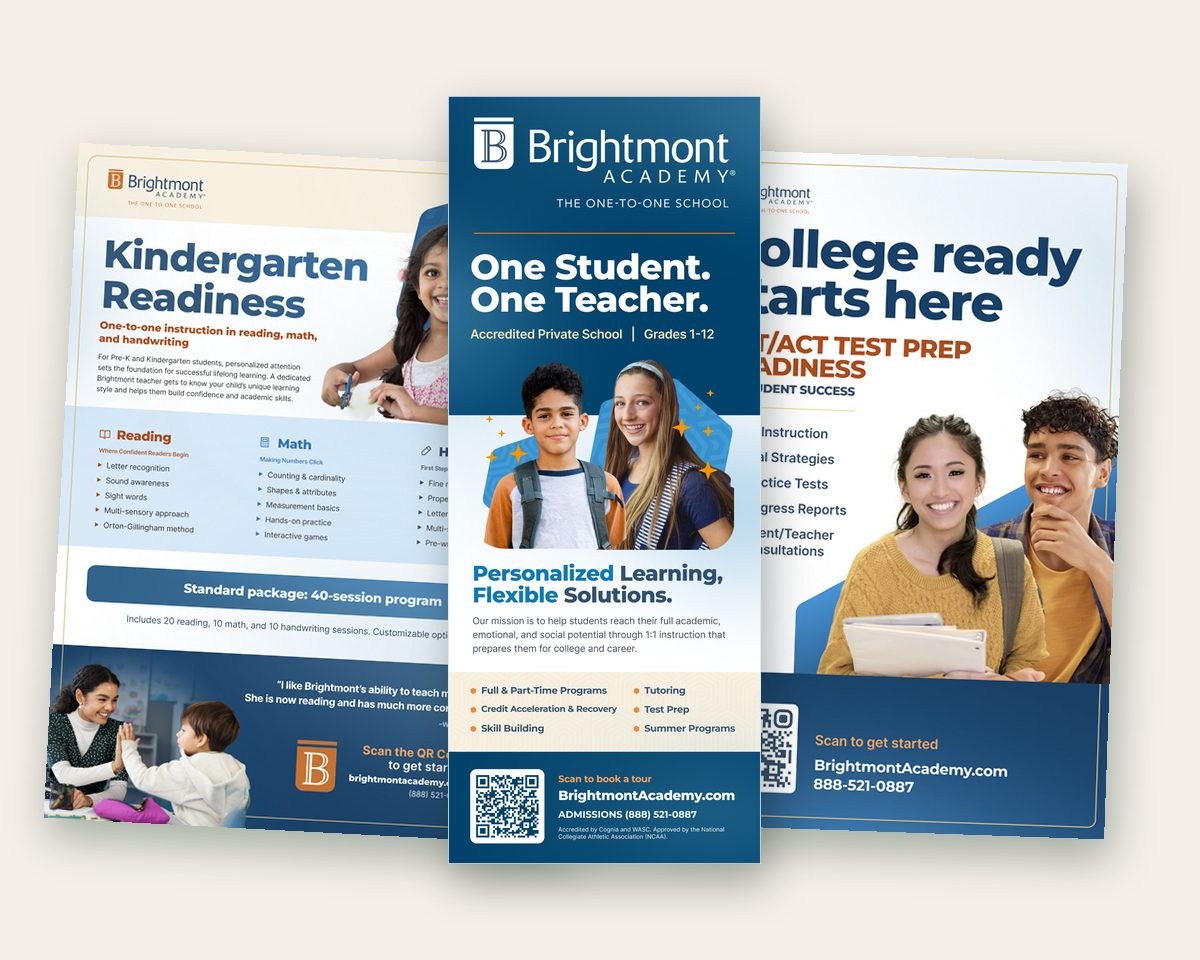 Brightmont
ACADEMY®
THE ONE-TO-ONE SCHOOL
Kindergarten
Readiness
One-to-one instruction in reading, math,
and handwriting
For Pre-K and Kindergarten students, personalized attention
sets the foundation for successful lifelong learning. A dedicated
Brightmont teacher gets to know your child's unique learning
style and helps them build confidence and academic skills.
Reading
Where Confident Readers Begin
Letter recognition
Sound awareness
Sight words
Multi-sensory approach
Orton-Gillingham method
Math
Making Numbers Click
Counting & cardinality
Shapes & attributes
Measurement basics
Hands-on practice
Interactive games
H
First Step
Fine
Prope
Letter
Multi-
Pre-w
Standard package: 40-session program
Includes 20 reading, 10 math, and 10 handwriting sessions. Customizable opti
"I like Brightmont's ability to teach m
She is now reading and has much more con
B
Scan the QR Co
to get star
brightmontacademy.
(888) 521-
B Brightmont
ACADEMY®
THE ONE-TO-ONE SCHOOL
One Student.
One Teacher.
Accredited Private School | Grades 1-12
Personalized Learning,
Flexible Solutions.
Our mission is to help students reach their full academic,
emotional, and social potential through 1:1 instruction that
prepares them for college and career.
Full & Part-Time Programs
Credit Acceleration & Recovery
Skill Building
Tutoring
Test Prep
Summer Programs
Scan to book a tour
BrightmontAcademy.com
ADMISSIONS (888) 521-0887
Accredited by Cognia and WASC. Approved by the National
Collegiate Athletic Association (NCAA).
ghtmont
ACADEMY®
ONE-TO-ONE SCHOOL
ollege ready
tarts here
T/ACT TEST PREP
ADINESS
UDENT SUCCESS
Instruction
al Strategies
ctice Tests
gress Reports
ent/Teacher
nsultations
Scan to get started
BrightmontAcademy.com
888-521-0887